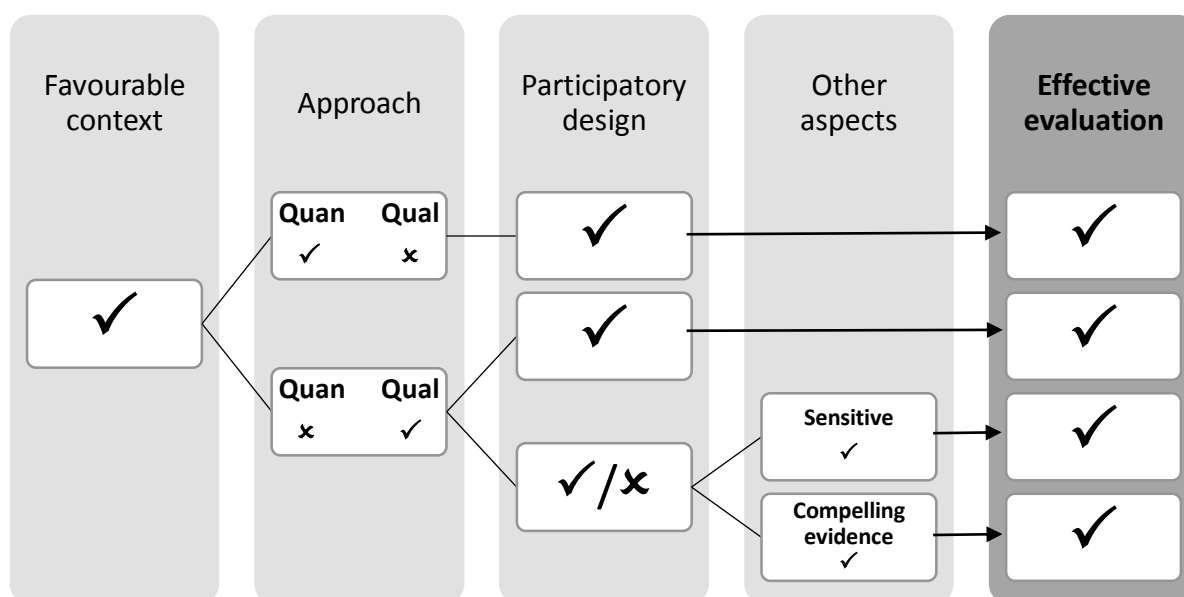 Favourable
context
Approach
Participatory
design
Other
aspects
Effective
evaluation
Quan Qual
✓ ✗
✓
✓
✓
✓
✓
Quan Qual
✗ ✓
✓/✗
Sensitive
✓
✓
Compelling
evidence
✓
✓